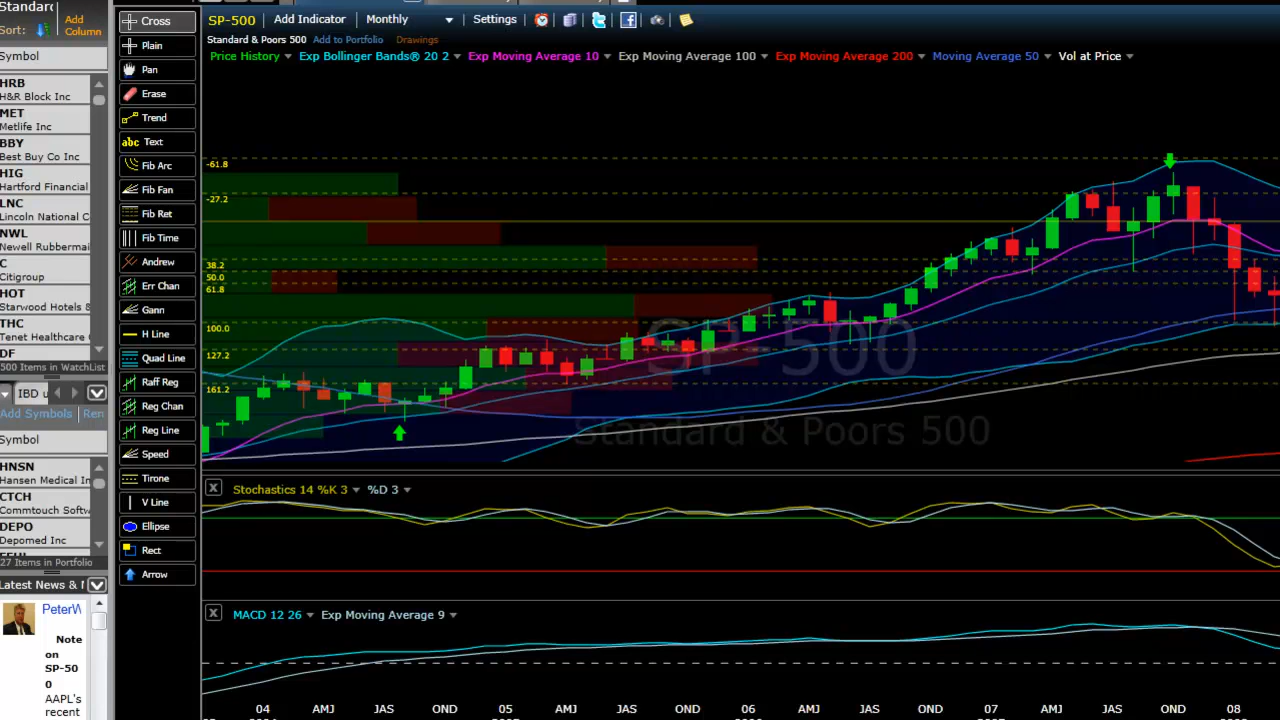 Standard
Sort:
Add
Column
Symbol
HRB
H&R Block Inc
MET
Metlife Inc
BBY
Best Buy Co Inc
HIG
Hartford Financial
LNC
Lincoln National C
NWL
Newell Rubbermai
C
Citigroup
HOT
Starwood Hotels &
THC
Tenet Healthcare
DF
500 Items in WatchList
IBD u
Add Symbols Ren
Symbol
HNSN
Hansen Medical In
CTCH
Commtouch Softw
DEPO
Depomed Inc
27 Items in Portfolio
Latest News & N
PeterW
Note
on
SP-50
0
AAPL's
recent
Cross
Plain
Pan
Erase
Trend
abc Text
Fib Arc
Fib Fan
Fib Ret
Fib Time
Andrew
Err Chan
Gann
H Line
Quad Line
Raff Reg
Reg Chan
Reg Line
Speed
Tirone
V Line
Ellipse
Rect
Arrow
SP-500 Add Indicator Monthly Settings
Standard & Poors 500 Add to Portfolio Drawings
Price History Exp Bollinger Bands® 20 2 Exp Moving Average 10 Exp Moving Average 100 Exp Moving Average 200 Moving Average 50 Vol at Price
-61.8
-27.2
38.2
50.0
61.8
100.0
127.2
161.2
SP-500
Standard & Poors 500
X Stochastics 14 %K 3 %D 3
X MACD 12 26 Exp Moving Average 9
04 AMJ JAS OND 05 AMJ JAS OND 06 AMJ JAS OND 07 AMJ JAS OND 08